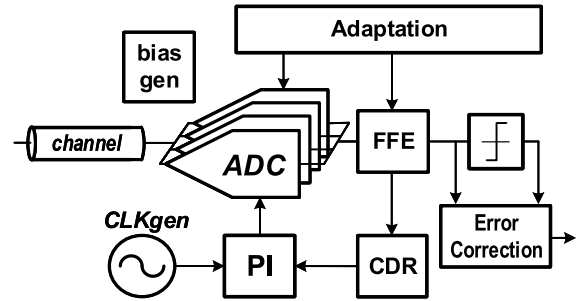 Adaptation
bias
gen
channel
ADC
FFE
CLKgen
PI
CDR
Error
Correction